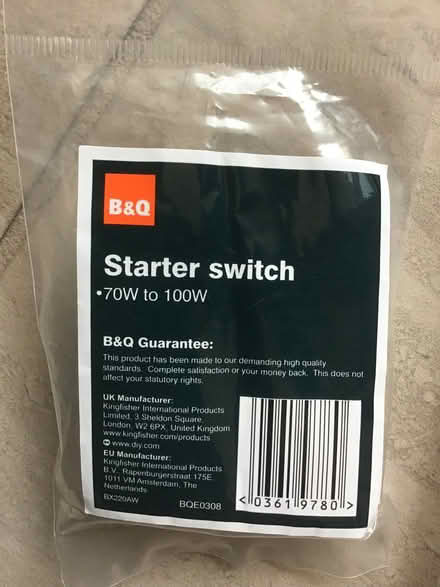 B&Q
Starter switch
•70W to 100W
B&Q Guarantee:
This product has been made to our demanding high quality
standards. Complete satisfaction or your money back. This does not
affect your statutory rights.
UK Manufacturer:
Kingfisher International Products
Limited, 3 Sheldon Square,
London, W2 6PX, United Kingdom
www.kingfisher.com/products
www.diy.com
EU Manufacturer:
Kingfisher International Products
B.V. Rapenburgerstraat 175E,
1011 VM Amsterdam, The
Netherlands
BX220AW
BQE0308
<03619780>